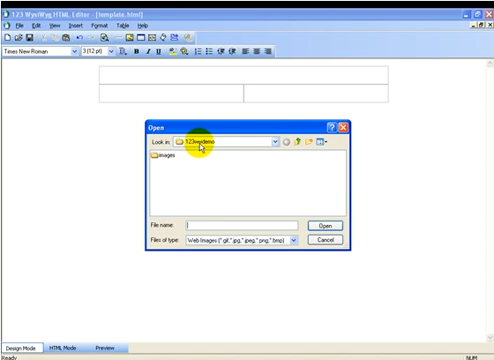 123 WysiWyg HTML Editor - [template.html]
File Edit View Insert Format Table Help
Times New Roman 3 (12 pt) B I U
Open
Look in: 123wwdemo
images
File name: Open
Files of type: Web Images (*.gif,*.jpg,*.jpeg,*.png,*.bmp) Cancel
Design Mode HTML Mode Preview
Ready NUM